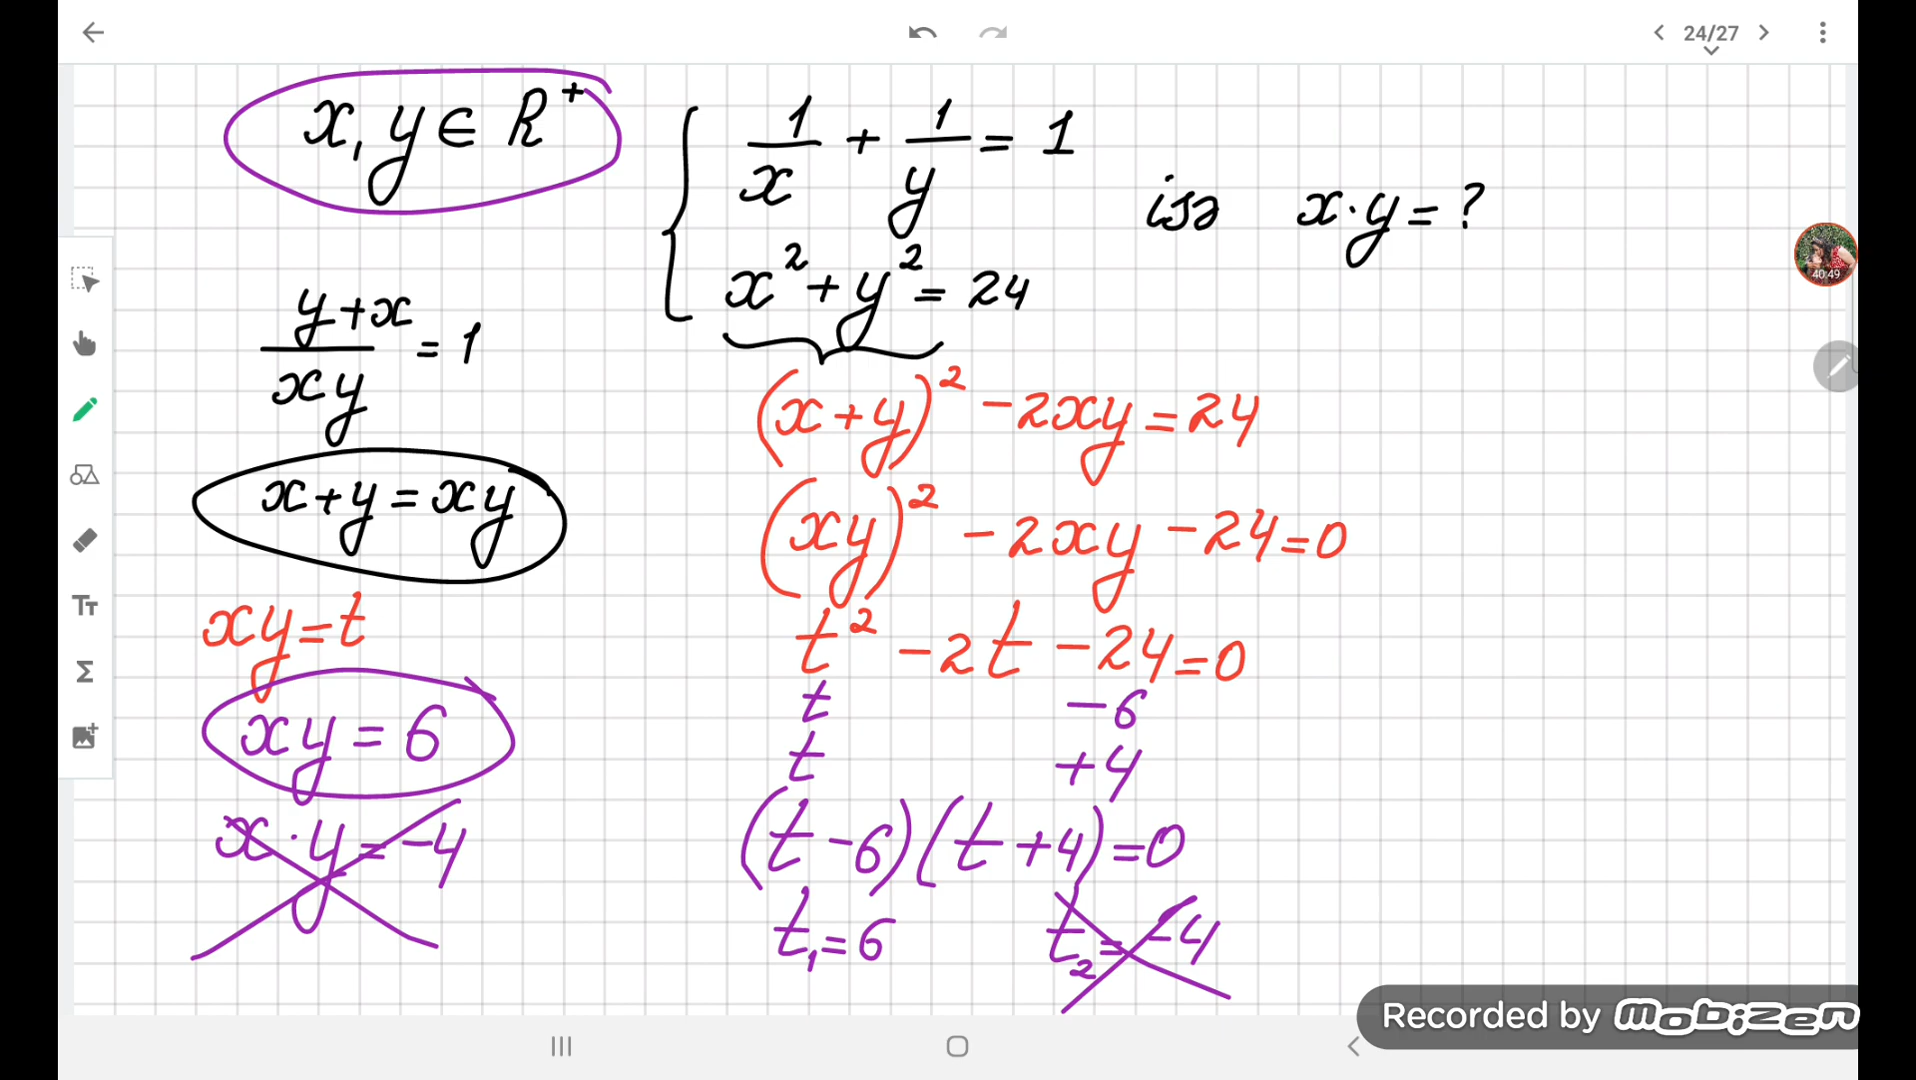 24/27
x, y ∈ R⁺
1/x + 1/y = 1
isə x·y = ?
x² + y² = 24
(y+x)/(xy) = 1
(x+y)² - 2xy = 24
x+y = xy
(xy)² - 2xy - 24 = 0
xy = t
t² - 2t - 24 = 0
t -6
t +4
xy = 6
(t-6)(t+4) = 0
x·y = -4
t₁ = 6
t₂ = -4
40:49
Tт
Σ
Recorded by mobizen